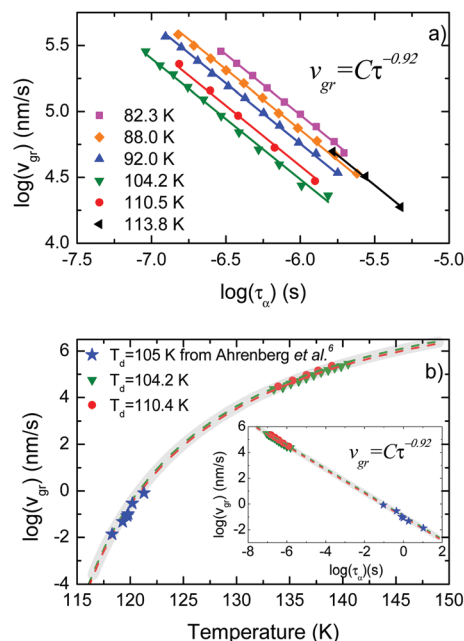 a)
v_gr = Cτ^-0.92
5.5
5.0
4.5
4.0
log(v_gr) (nm/s)
82.3 K
88.0 K
92.0 K
104.2 K
110.5 K
113.8 K
-7.5 -7.0 -6.5 -6.0 -5.5 -5.0
log(τ_α) (s)
b)
T_d=105 K from Ahrenberg et al.^6
T_d=104.2 K
T_d=110.4 K
6
4
2
0
-2
-4
log(v_gr) (nm/s)
v_gr = Cτ^-0.92
6
4
2
0
-2
log(v_gr) (nm/s)
-8 -6 -4 -2 0 2
log(τ_α)(s)
115 120 125 130 135 140 145 150
Temperature (K)